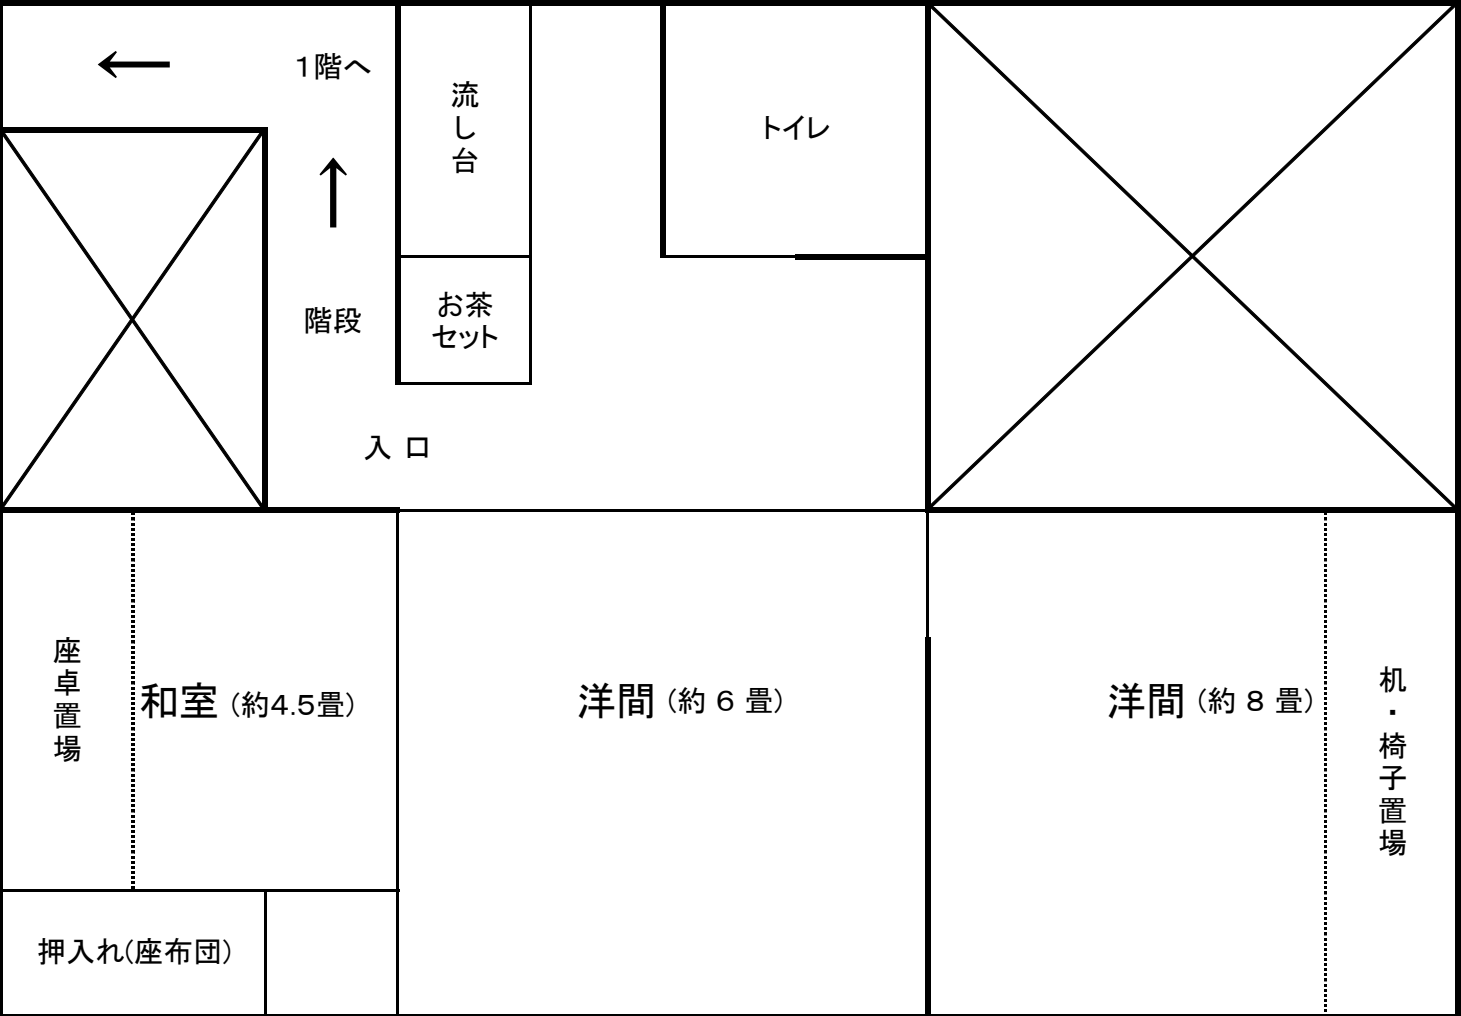 1階へ
流し台
トイレ
お茶
セット
階段
入 口
座卓置場
和室（約4.5畳）
洋間（約 6 畳）
洋間（約 8 畳）
机・椅子置場
押入れ(座布団）